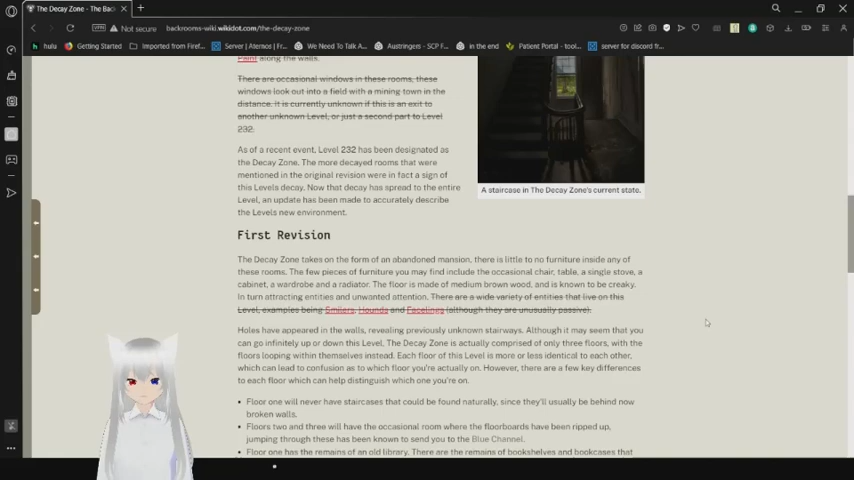 The Decay Zone - The Bac
Not secure
backrooms-wiki.wikidot.com/the-decay-zone
hulu
Getting Started
Imported from Firef...
Server | Aternos | Fr...
We Need To Talk A...
Austringers - SCP F...
in the end
Patient Portal - tool...
server for discord fr...
Paint along the walls.
There are occasional windows in these rooms, these
windows look out into a field with a mining town in the
distance. It is currently unknown if this is an exit to
another unknown Level, or just a second part to Level
232.
As of a recent event, Level 232 has been designated as
the Decay Zone. The more decayed rooms that were
mentioned in the original revision were in fact a sign of
this Levels decay. Now that decay has spread to the entire
Level, an update has been made to accurately describe
the Levels new environment.
A staircase in The Decay Zone's current state.
First Revision
The Decay Zone takes on the form of an abandoned mansion, there is little to no furniture inside any of
these rooms. The few pieces of furniture you may find include the occasional chair, table, a single stove, a
cabinet, a wardrobe and a radiator. The floor is made of medium brown wood, and is known to be creaky.
In turn attracting entities and unwanted attention. There are a wide variety of entities that live on this
Level, examples being Smilers, Hounds and Facelings (although they are unusually passive).
Holes have appeared in the walls, revealing previously unknown stairways. Although it may seem that you
can go infinitely up or down this Level, The Decay Zone is actually comprised of only three floors, with the
floors looping within themselves instead. Each floor of this Level is more or less identical to each other,
which can lead to confusion as to which floor you're actually on. However, there are a few key differences
to each floor which can help distinguish which one you're on.
• Floor one will never have staircases that could be found naturally, since they'll usually be behind now
broken walls.
• Floors two and three will have the occasional room where the floorboards have been ripped up,
jumping through these has been known to send you to the Blue Channel.
• Floor one has the remains of an old library. There are the remains of bookshelves and bookcases that